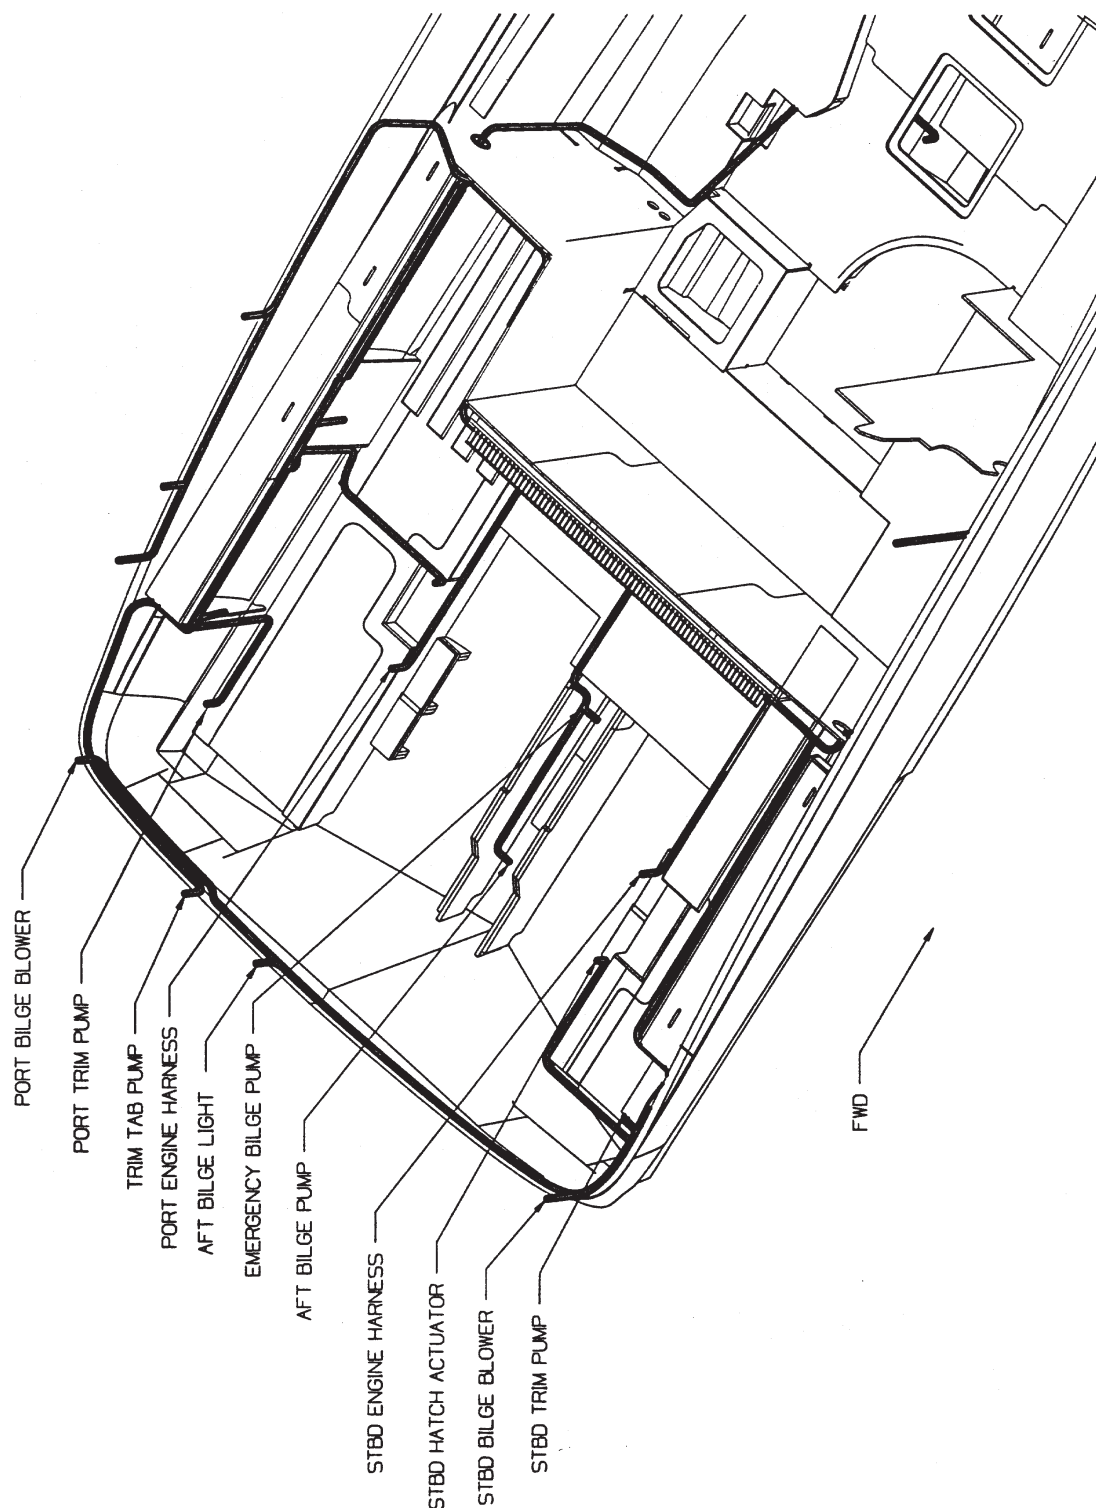 PORT BILGE BLOWER
PORT TRIM PUMP
TRIM TAB PUMP
PORT ENGINE HARNESS
AFT BILGE LIGHT
EMERGENCY BILGE PUMP
AFT BILGE PUMP
STBD ENGINE HARNESS
STBD HATCH ACTUATOR
STBD BILGE BLOWER
STBD TRIM PUMP
FWD